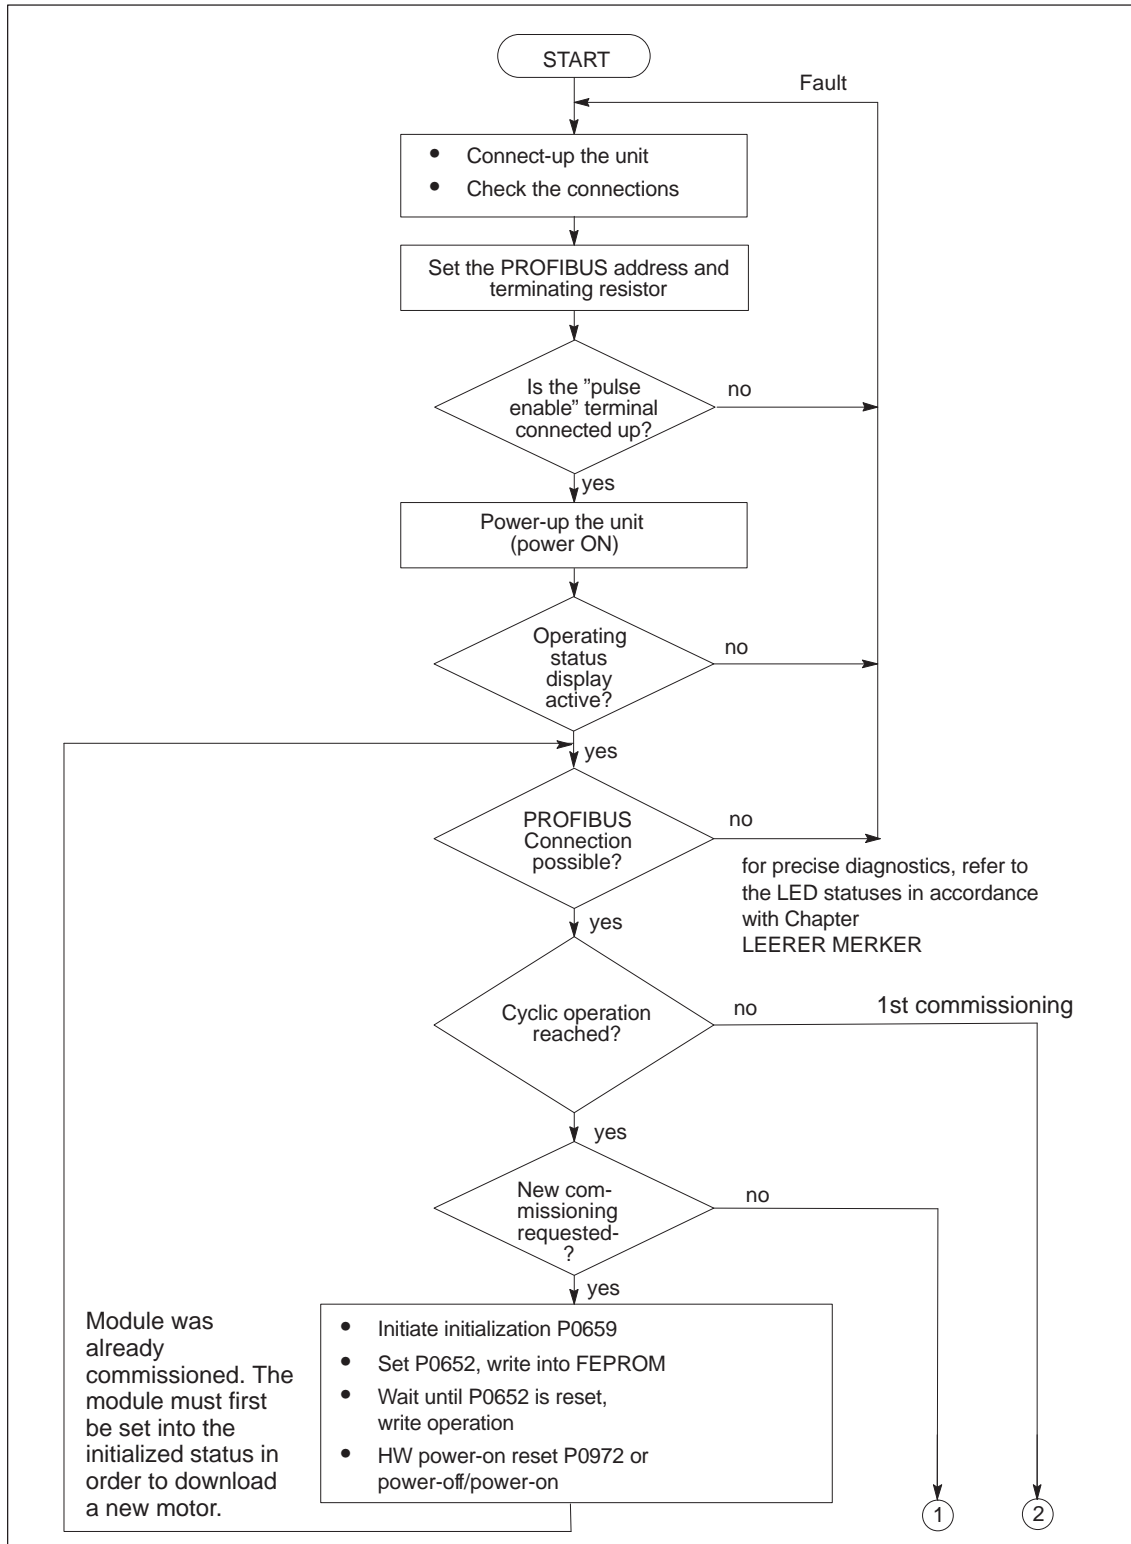 START
Fault
• Connect-up the unit
• Check the connections
Set the PROFIBUS address and
terminating resistor
Is the ”pulse
enable” terminal
connected up?
no
yes
Power-up the unit
(power ON)
Operating
status
display
active?
no
yes
PROFIBUS
Connection
possible?
no
for precise diagnostics, refer to
the LED statuses in accordance
with Chapter
LEERER MERKER
yes
Cyclic operation
reached?
no
1st commissioning
yes
New com-
missioning
requested-
?
no
yes
Module was
already
commissioned. The
module must first
be set into the
initialized status in
order to download
a new motor.
• Initiate initialization P0659
• Set P0652, write into FEPROM
• Wait until P0652 is reset,
write operation
• HW power-on reset P0972 or
power-off/power-on
1
2